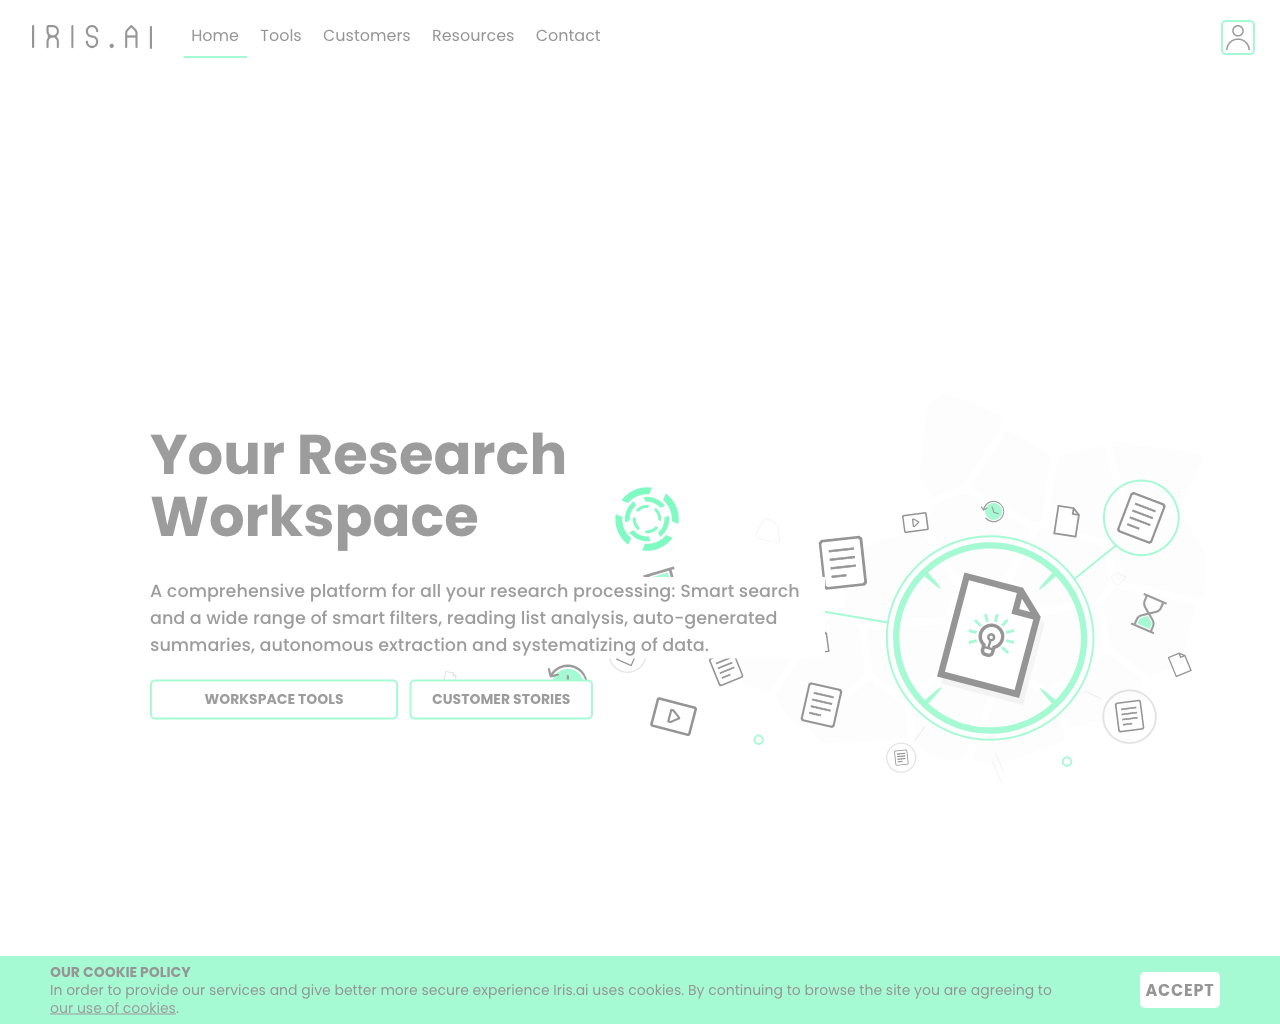 IRIS.AI
Home Tools Customers Resources Contact
Your Research
Workspace
A comprehensive platform for all your research processing: Smart search
and a wide range of smart filters, reading list analysis, auto-generated
summaries, autonomous extraction and systematizing of data.
WORKSPACE TOOLS CUSTOMER STORIES
OUR COOKIE POLICY
In order to provide our services and give better more secure experience Iris.ai uses cookies. By continuing to browse the site you are agreeing to
our use of cookies.
ACCEPT